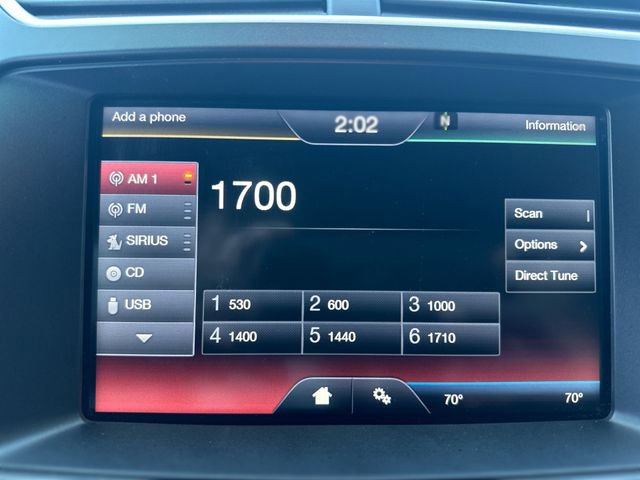 Add a phone
2:02
N
Information
AM 1
FM
SIRIUS
CD
USB
1700
Scan
Options
Direct Tune
1 530
2 600
3 1000
4 1400
5 1440
6 1710
70°
70°